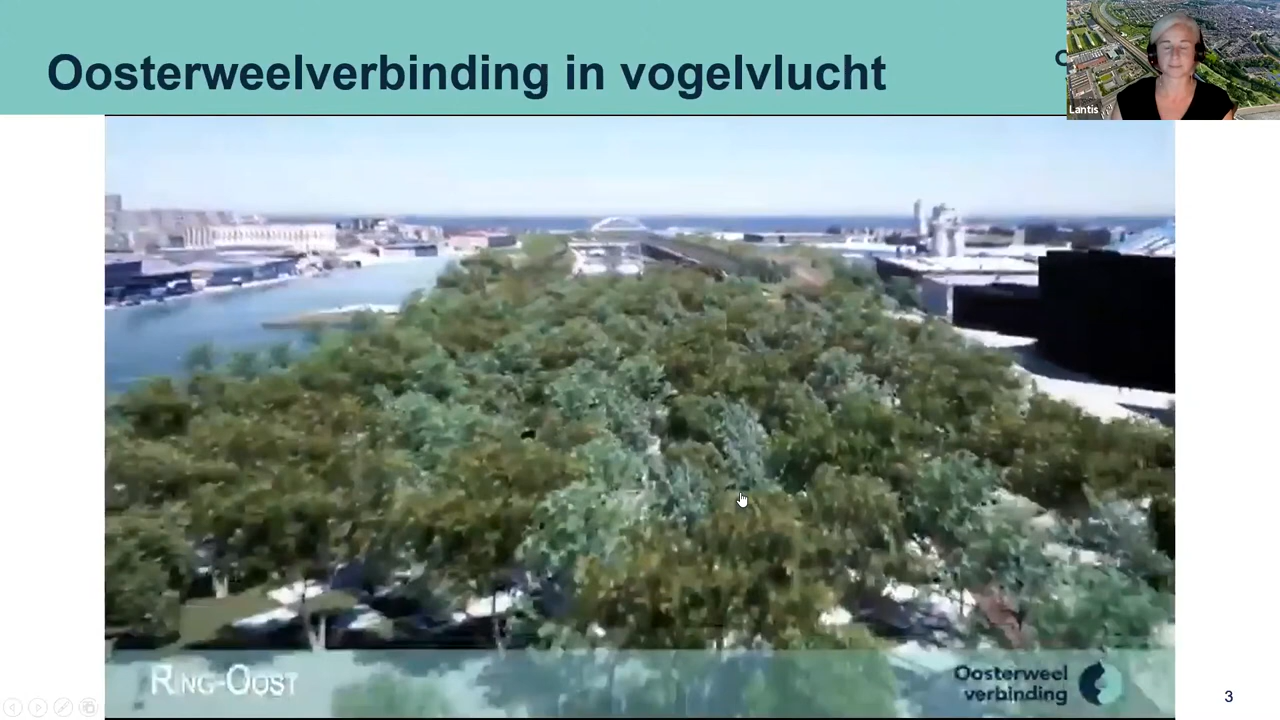 Oosterweelverbinding in vogelvlucht
Lantis
RING-OOST
Oosterweel
verbinding
3